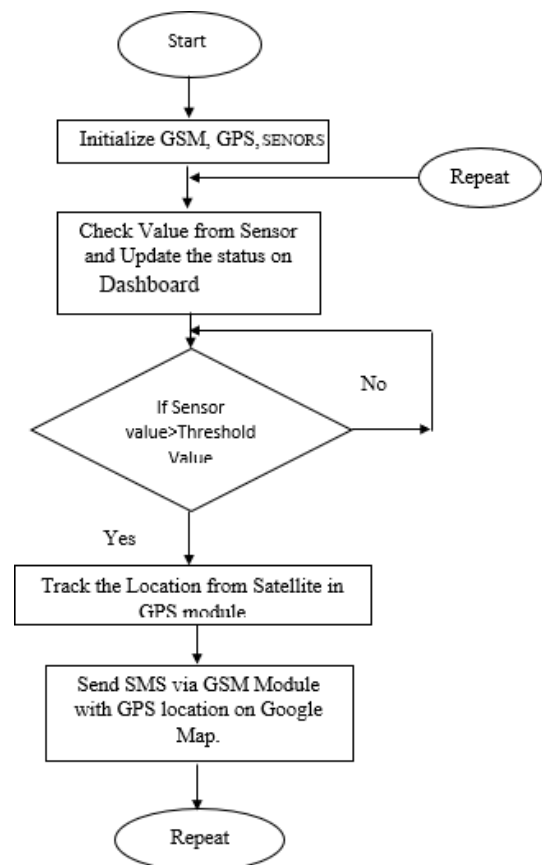 Start
Initialize GSM, GPS, SENORS
Repeat
Check Value from Sensor
and Update the status on
Dashboard
No
If Sensor
value>Threshold
Value
Yes
Track the Location from Satellite in
GPS module
Send SMS via GSM Module
with GPS location on Google
Map.
Repeat